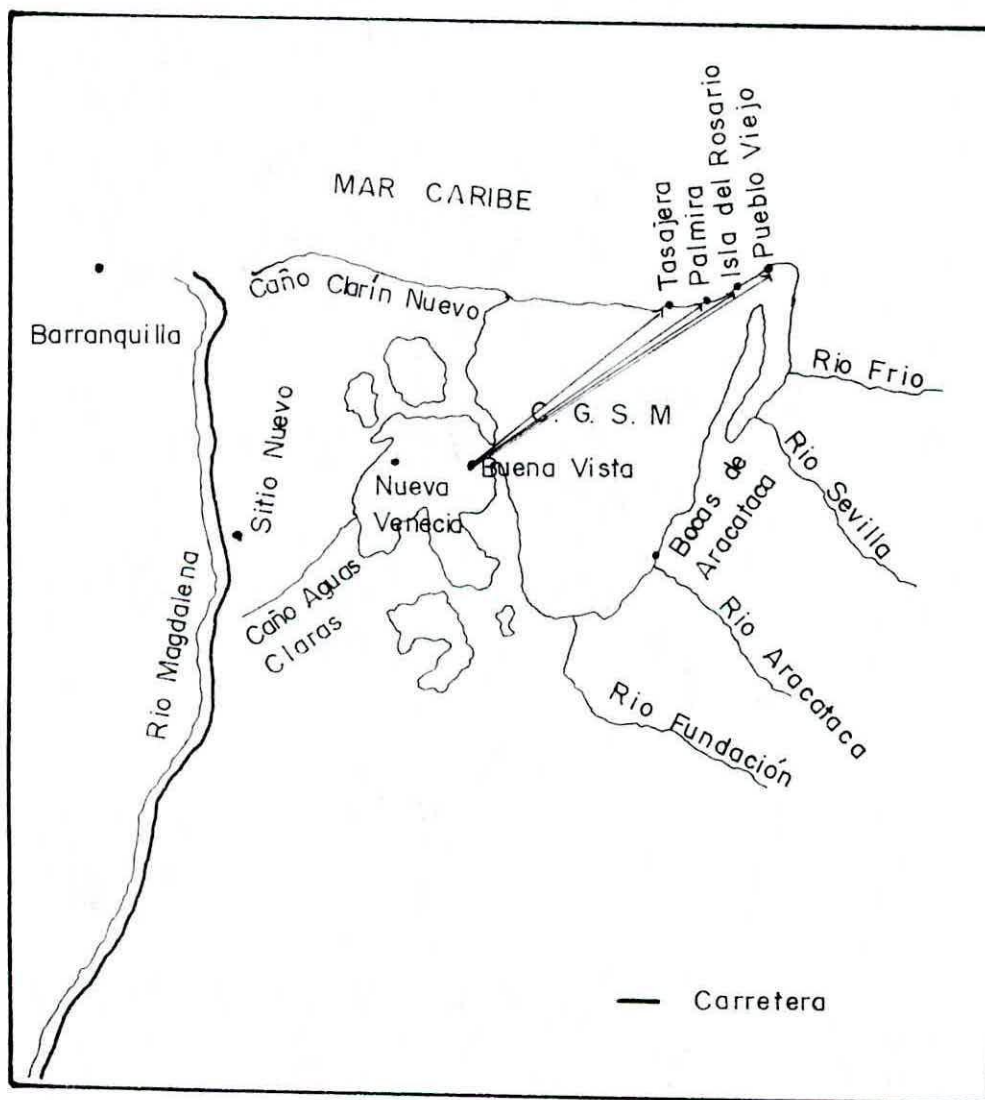 MAR CARIBE
Tasajera
Palmira
Isla del Rosario
Pueblo Viejo
Caño Clarín Nuevo
Barranquilla
Rio Frio
C. G. S. M
Sitio Nuevo
Buena Vista
Nueva
Venecia
Bocas de
Aracataca
Rio Sevilla
Caño Aguas
Claras
Rio Magdalena
Rio Aracataca
Rio Fundación
Carretera